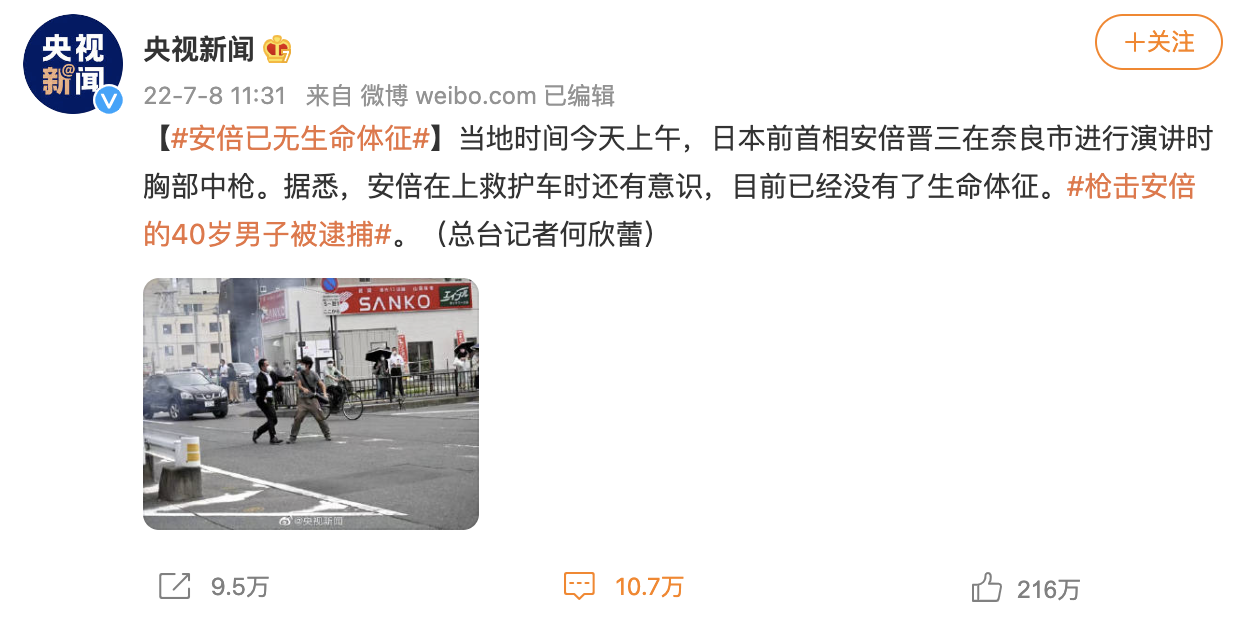 央视
新@闻
央视新闻
+关注
22-7-8 11:31 来自 微博 weibo.com 已编辑
【#安倍已无生命体征#】当地时间今天上午，日本前首相安倍晋三在奈良市进行演讲时
胸部中枪。据悉，安倍在上救护车时还有意识，目前已经没有了生命体征。#枪击安倍
的40岁男子被逮捕#。（总台记者何欣蕾）
SANKO
SANKO
エイブル
@央视新闻
9.5万
10.7万
216万